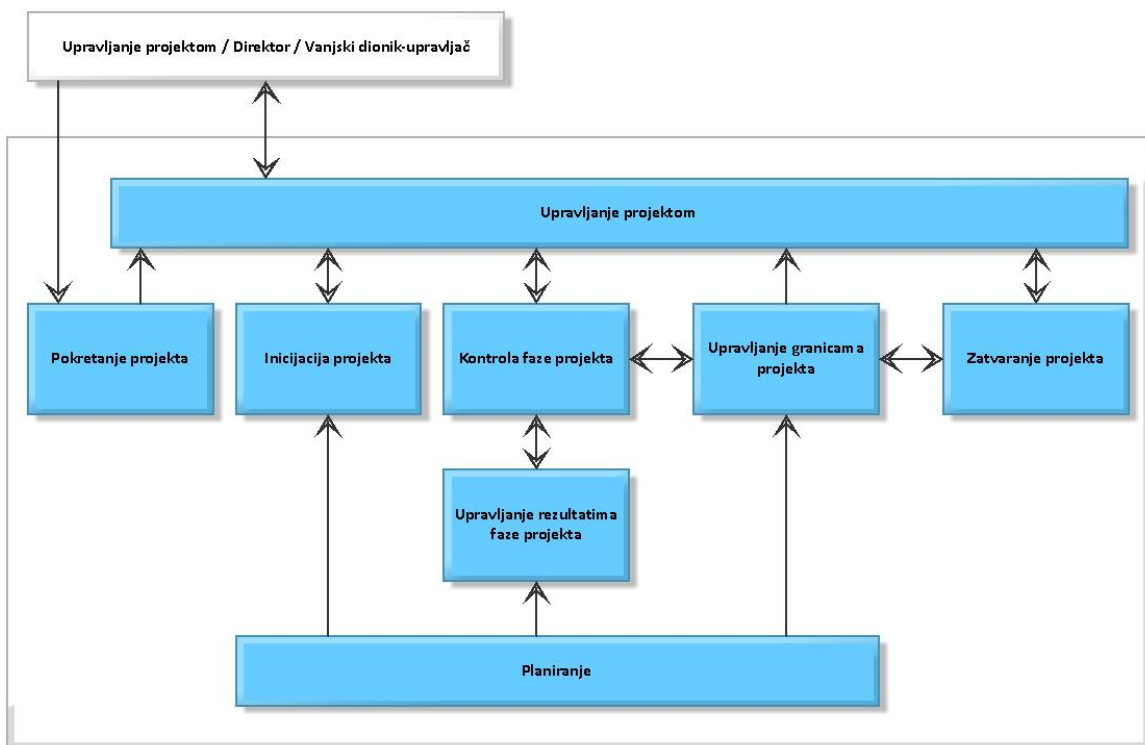 Upravljanje projektom / Direktor / Vanjski dionik-upravljač
Upravljanje projektom
Pokretanje projekta
Inicijacija projekta
Kontrola faze projekta
Upravljanje granicama
projekta
Zatvaranje projekta
Upravljanje rezultatima
faze projekta
Planiranje